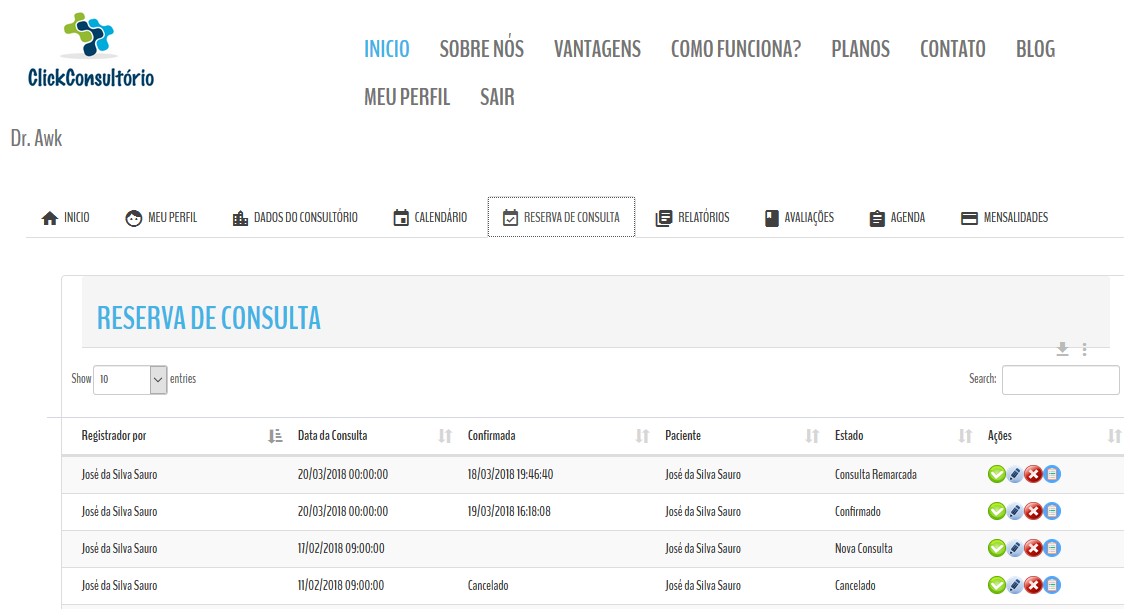 ClickConsultório
INICIO SOBRE NÓS VANTAGENS COMO FUNCIONA? PLANOS CONTATO BLOG
MEU PERFIL SAIR
Dr. Awk
INICIO MEU PERFIL DADOS DO CONSULTÓRIO CALENDÁRIO RESERVA DE CONSULTA RELATÓRIOS AVALIAÇÕES AGENDA MENSALIDADES
RESERVA DE CONSULTA
Show 10 entries Search:
Registrador por Data da Consulta Confirmada Paciente Estado Ações
José da Silva Sauro 20/03/2018 00:00:00 18/03/2018 19:46:40 José da Silva Sauro Consulta Remarcada
José da Silva Sauro 20/03/2018 00:00:00 19/03/2018 16:18:08 José da Silva Sauro Confirmado
José da Silva Sauro 17/02/2018 09:00:00 José da Silva Sauro Nova Consulta
José da Silva Sauro 11/02/2018 09:00:00 Cancelado José da Silva Sauro Cancelado